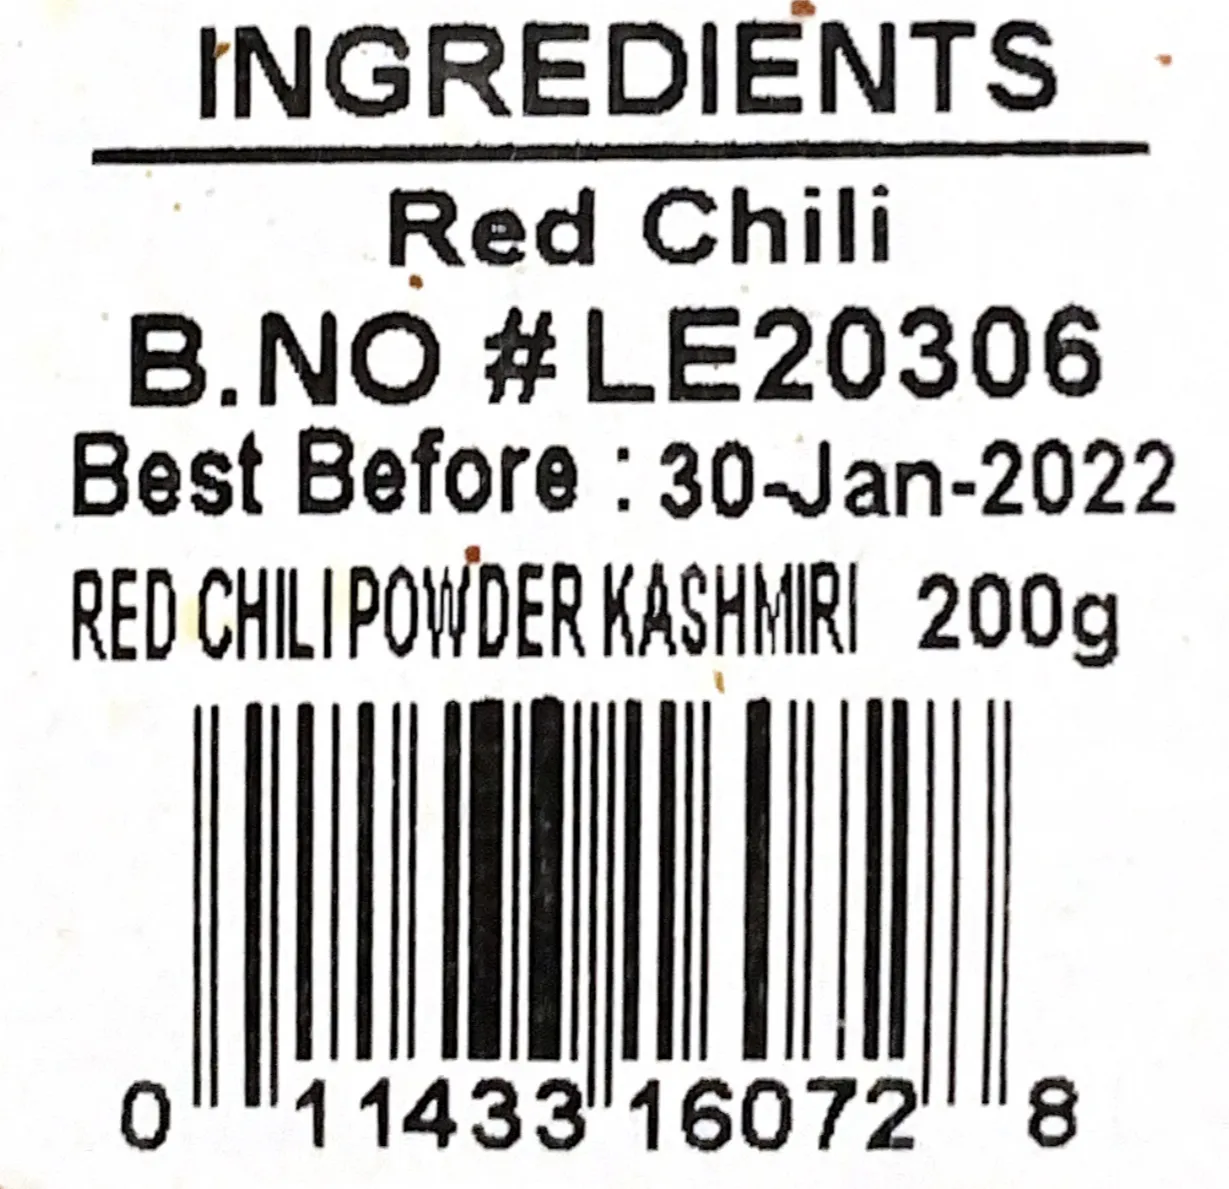 INGREDIENTS
Red Chili
B.NO #LE20306
Best Before : 30-Jan-2022
RED CHILI POWDER KASHMIRI 200g
0 11433 16072 8